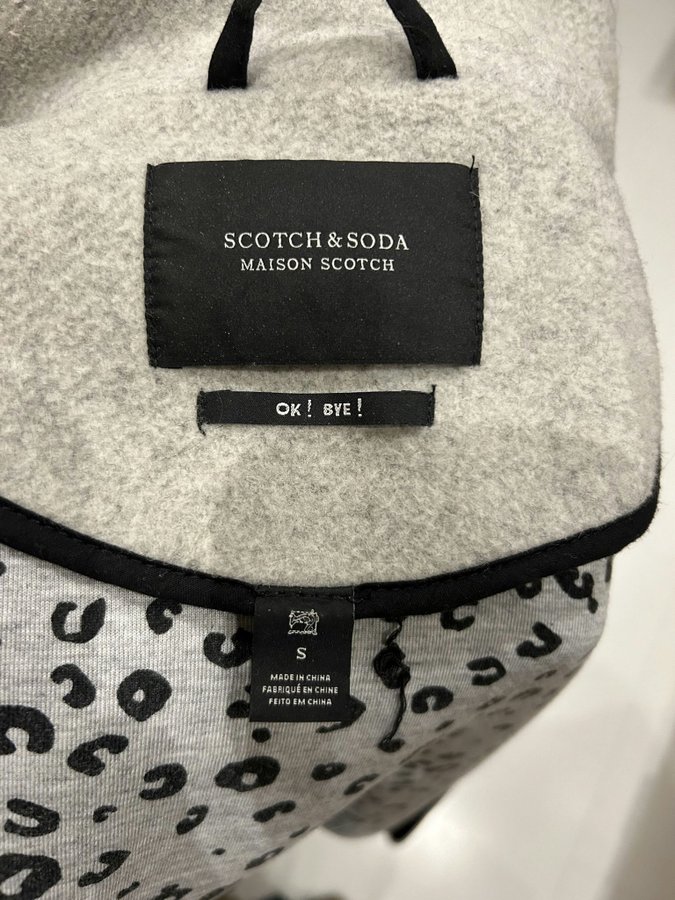 SCOTCH & SODA
MAISON SCOTCH
OK! BYE!
S
MADE IN CHINA
FABRIQUÉ EN CHINE
FEITO EM CHINA